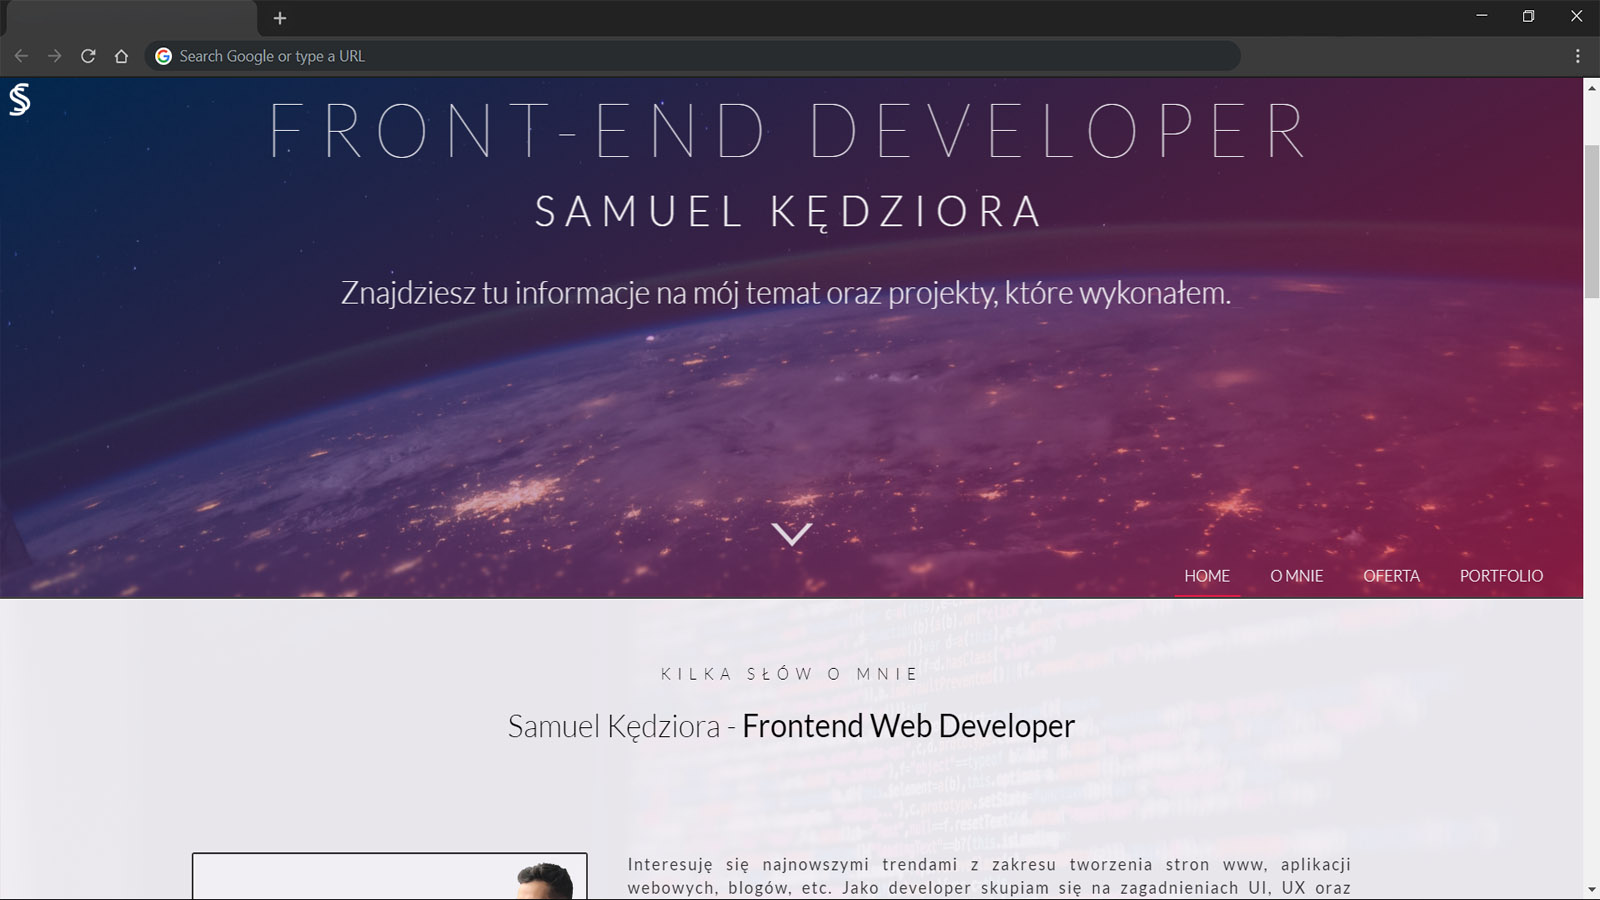 Search Google or type a URL
FRONT-END DEVELOPER
SAMUEL KĘDZIORA
Znajdziesz tu informacje na mój temat oraz projekty, które wykonałem.
HOME O MNIE OFERTA PORTFOLIO
KILKA SŁÓW O MNIE
Samuel Kędziora - Frontend Web Developer
Interesuję się najnowszymi trendami z zakresu tworzenia stron www, aplikacji
webowych, blogów, etc. Jako developer skupiam się na zagadnieniach UI, UX oraz